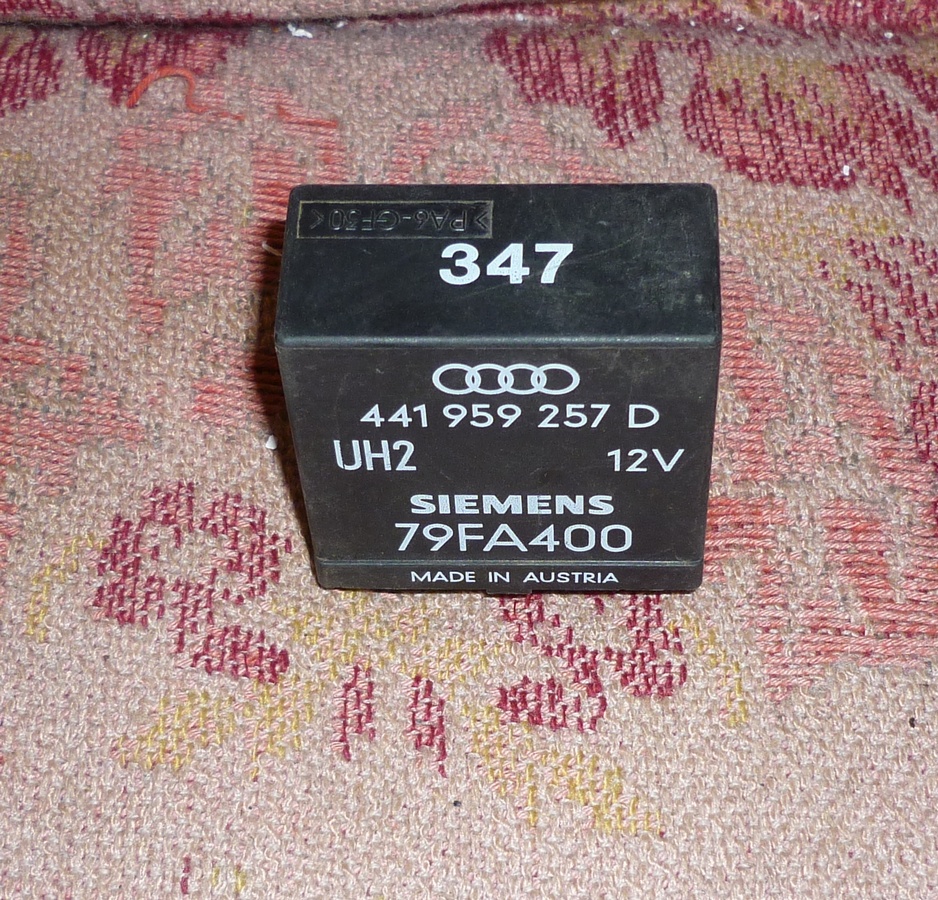 >PA6-GF30<
347
441 959 257 D
UH2 12V
SIEMENS
79FA400
MADE IN AUSTRIA